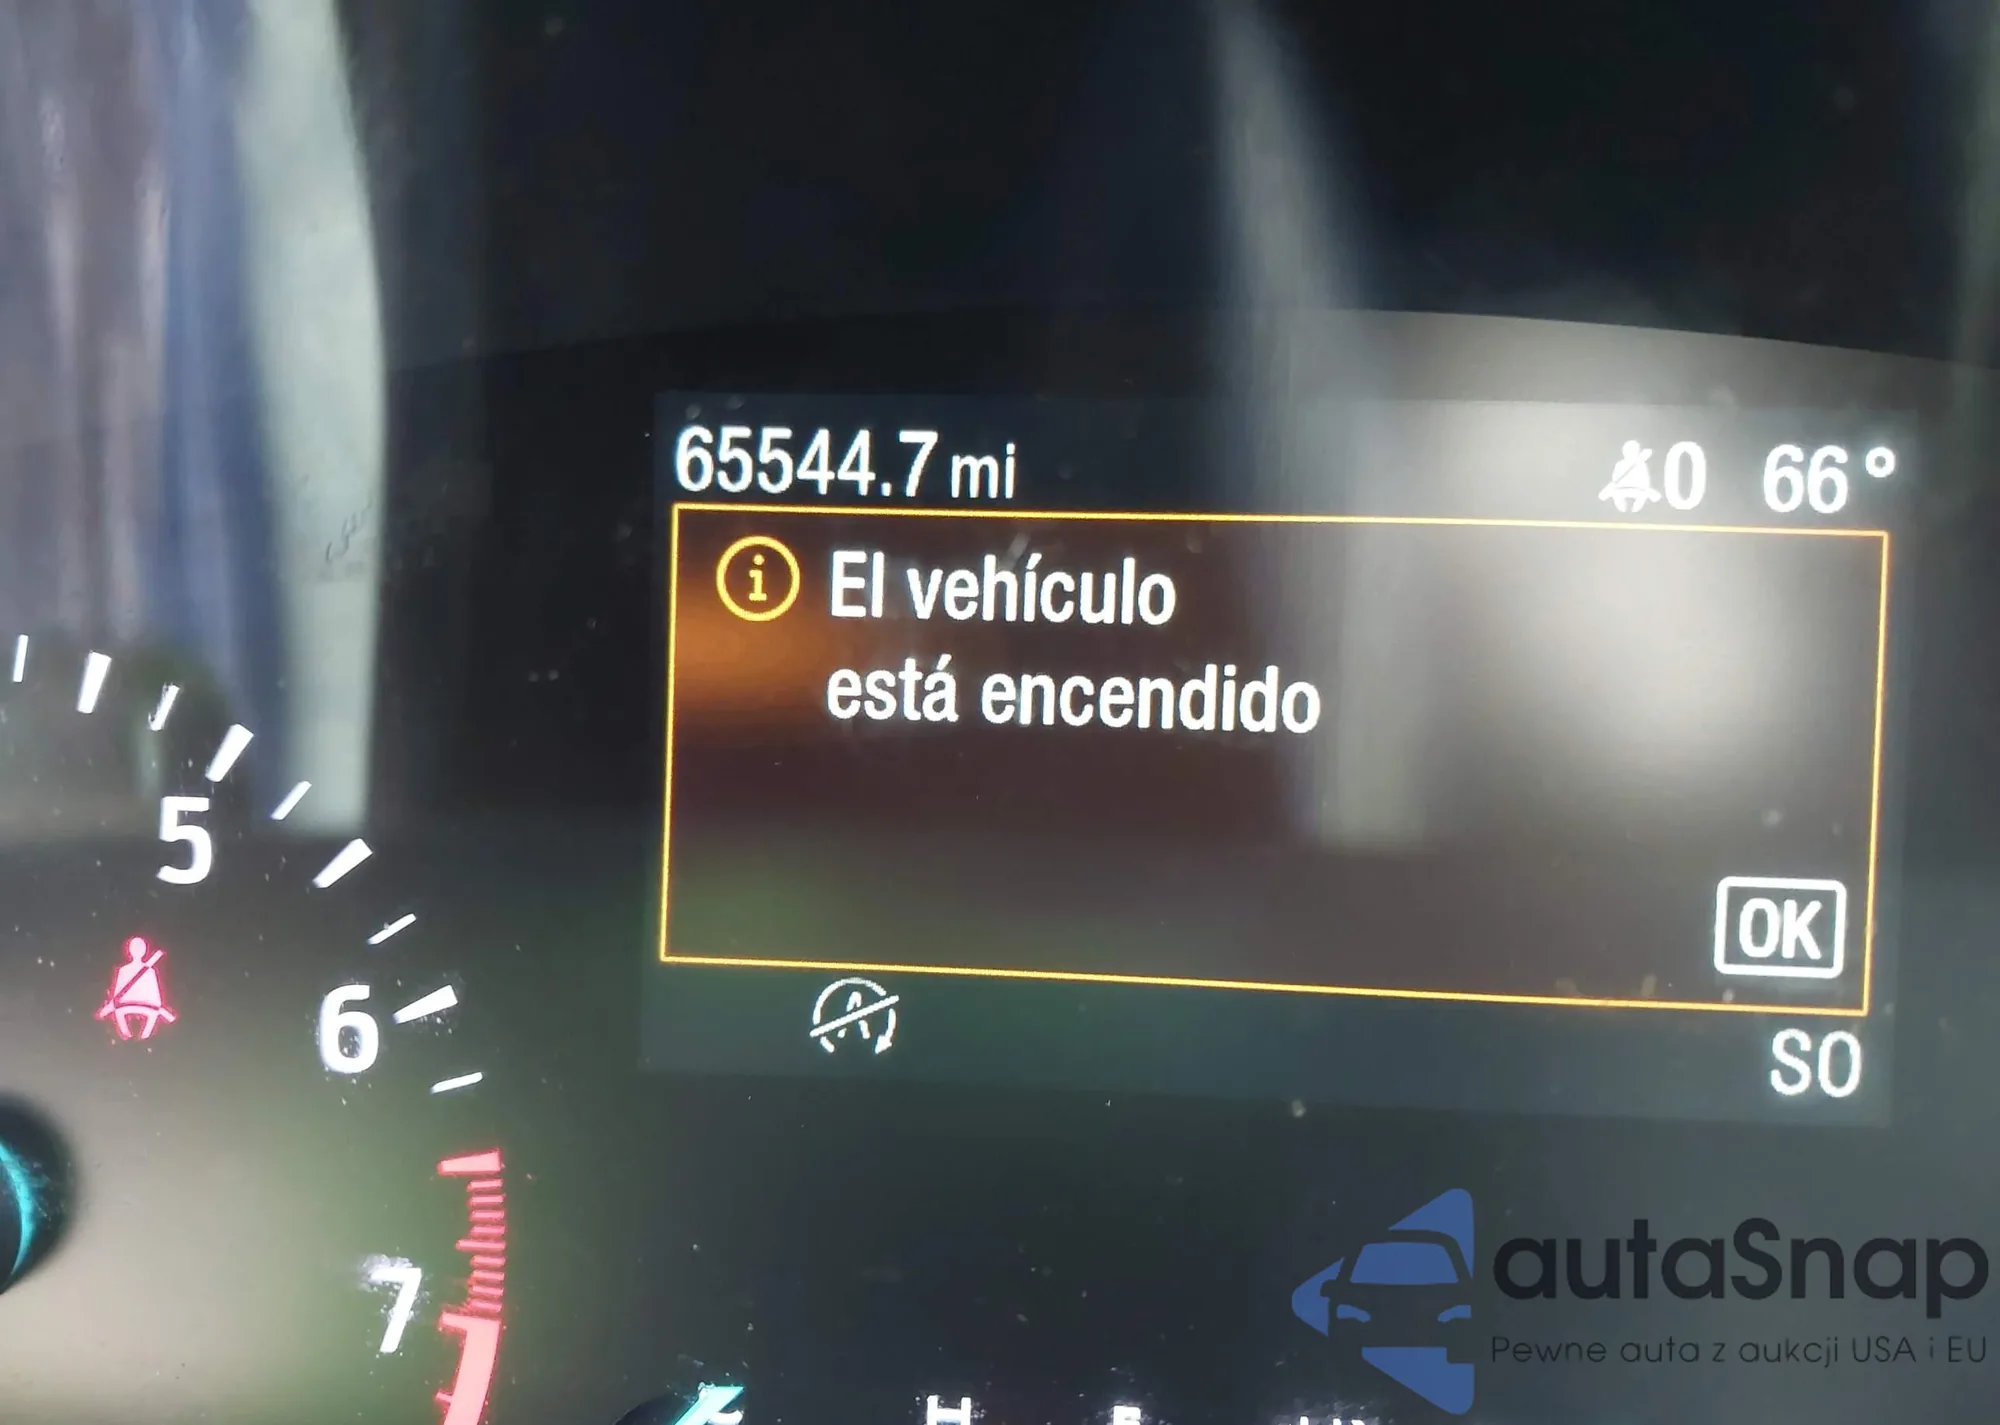 65544.7 mi
0 66°
i El vehículo
está encendido
OK
A
SO
5
6
7
H
autaSnap
Pewne auta z aukcji USA i EU